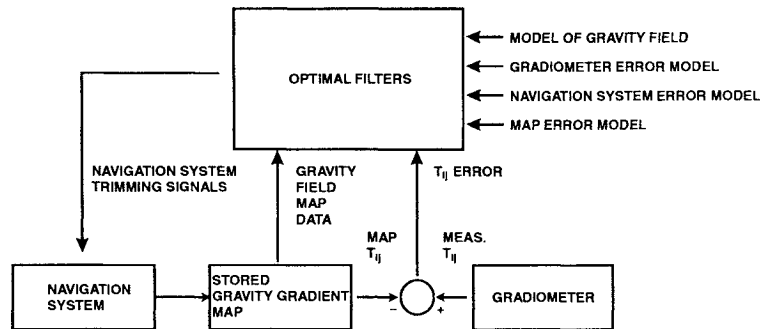 OPTIMAL FILTERS
MODEL OF GRAVITY FIELD
GRADIOMETER ERROR MODEL
NAVIGATION SYSTEM ERROR MODEL
MAP ERROR MODEL
NAVIGATION SYSTEM
TRIMMING SIGNALS
GRAVITY
FIELD
MAP
DATA
Tij ERROR
MAP
Tij
MEAS.
Tij
NAVIGATION
SYSTEM
STORED
GRAVITY GRADIENT
MAP
− +
GRADIOMETER